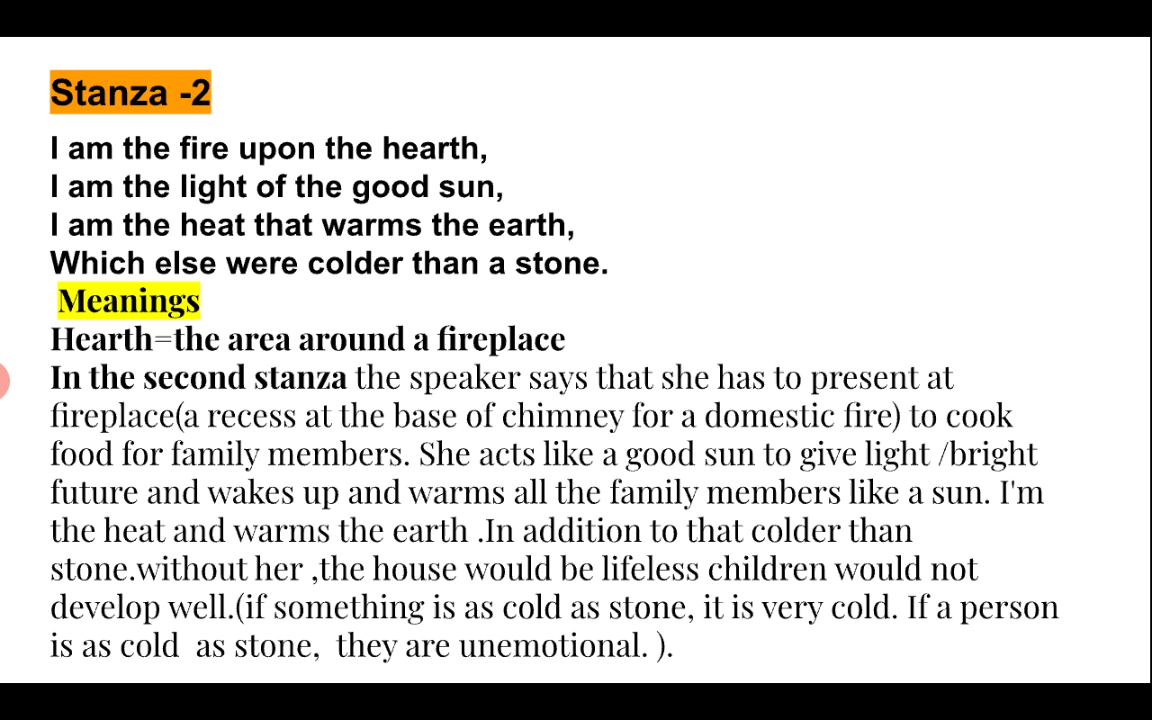 Stanza -2
I am the fire upon the hearth,
I am the light of the good sun,
I am the heat that warms the earth,
Which else were colder than a stone.
Meanings
Hearth=the area around a fireplace
In the second stanza the speaker says that she has to present at
fireplace(a recess at the base of chimney for a domestic fire) to cook
food for family members. She acts like a good sun to give light /bright
future and wakes up and warms all the family members like a sun. I'm
the heat and warms the earth .In addition to that colder than
stone.without her ,the house would be lifeless children would not
develop well.(if something is as cold as stone, it is very cold. If a person
is as cold  as stone,  they are unemotional. ).